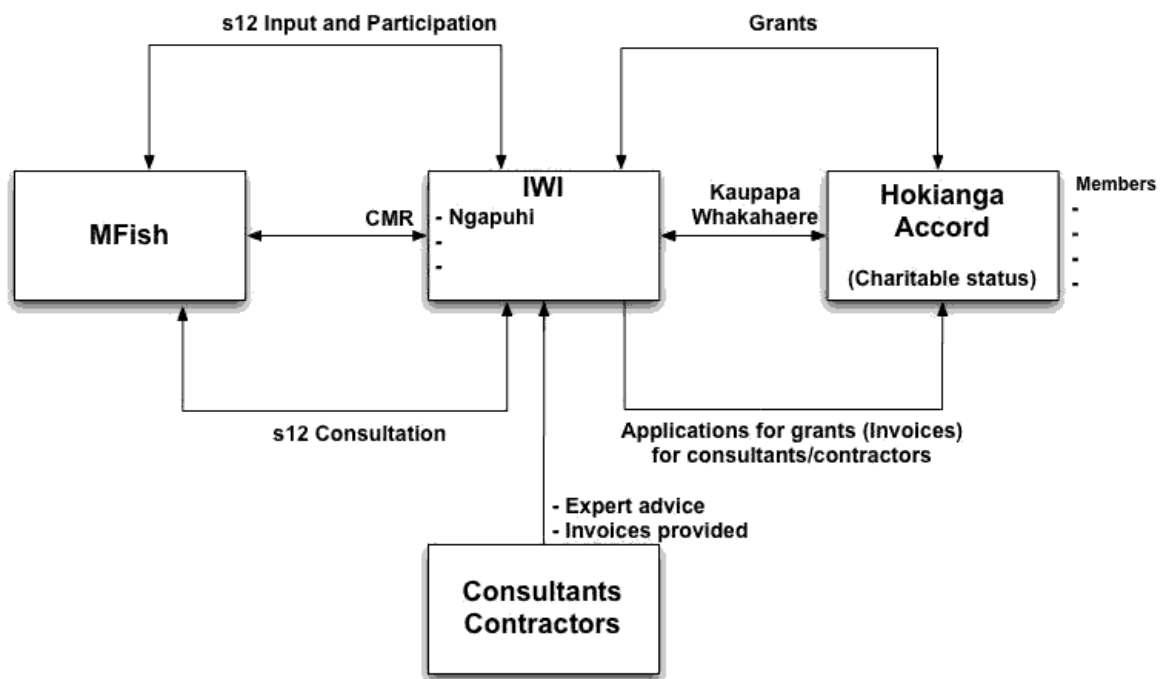 s12 Input and Participation
Grants
MFish
CMR
IWI
- Ngapuhi
-
-
Kaupapa
Whakahaere
Hokianga
Accord
(Charitable status)
Members
-
-
-
-
s12 Consultation
Applications for grants (Invoices)
for consultants/contractors
- Expert advice
- Invoices provided
Consultants
Contractors